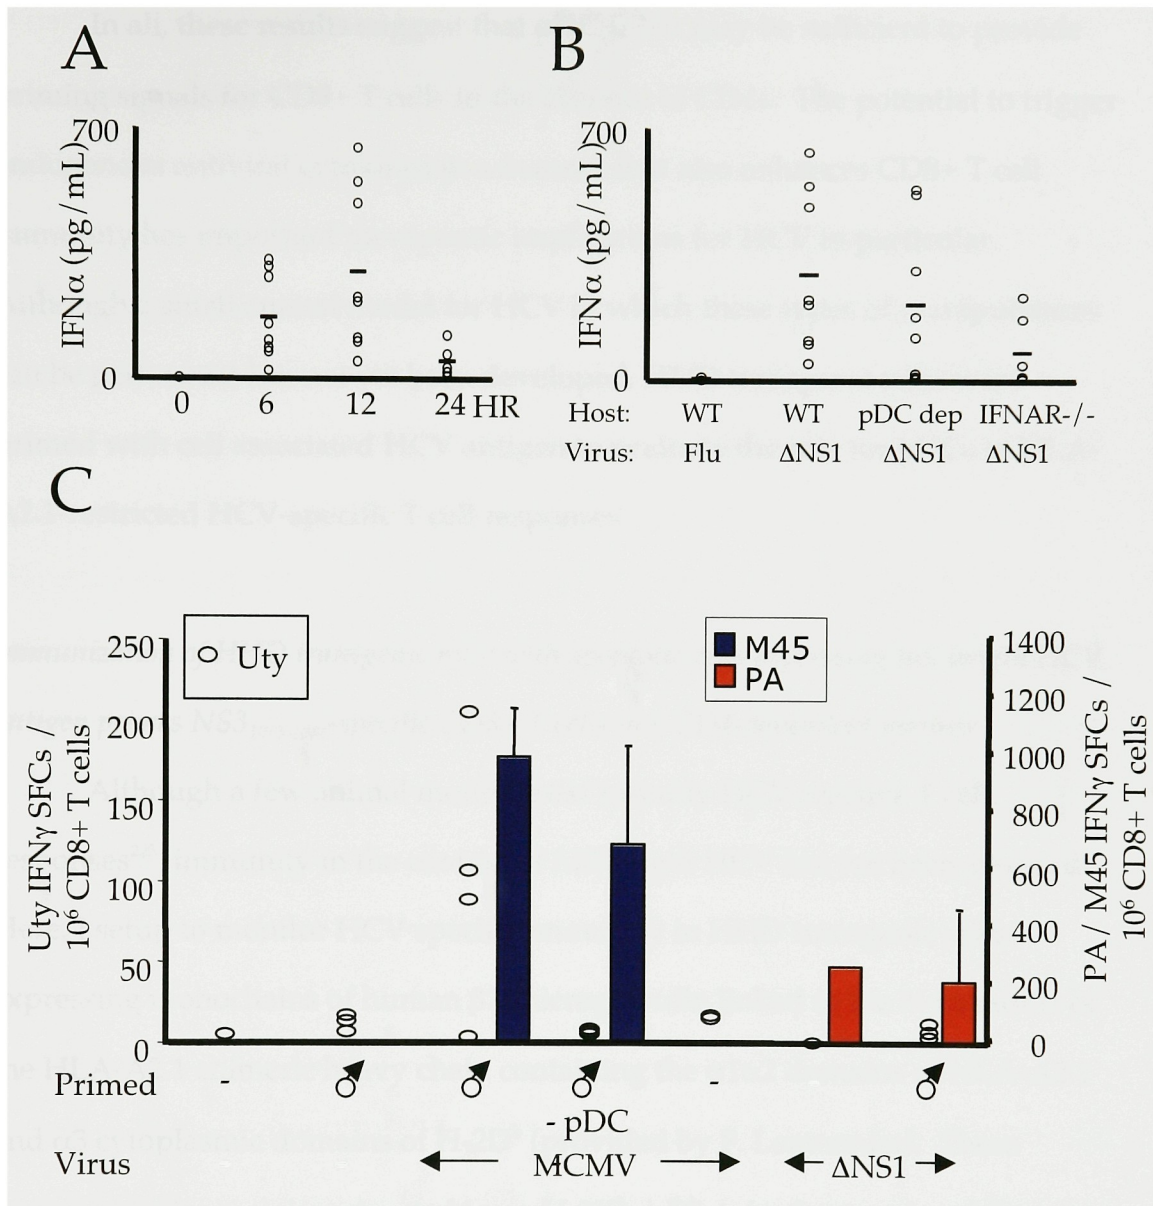 A
B
700
IFNα (pg/mL)
0
0 6 12 24 HR
700
IFNα (pg/mL)
0
Host: WT WT pDC dep IFNAR-/-
Virus: Flu ΔNS1 ΔNS1 ΔNS1
C
Uty
M45
PA
250
200
150
100
50
0
Uty IFNγ SFCs /
10⁶ CD8+ T cells
1400
1200
1000
800
600
400
200
0
PA/ M45 IFNγ SFCs /
10⁶ CD8+ T cells
Primed - -
- pDC
Virus MCMV ΔNS1